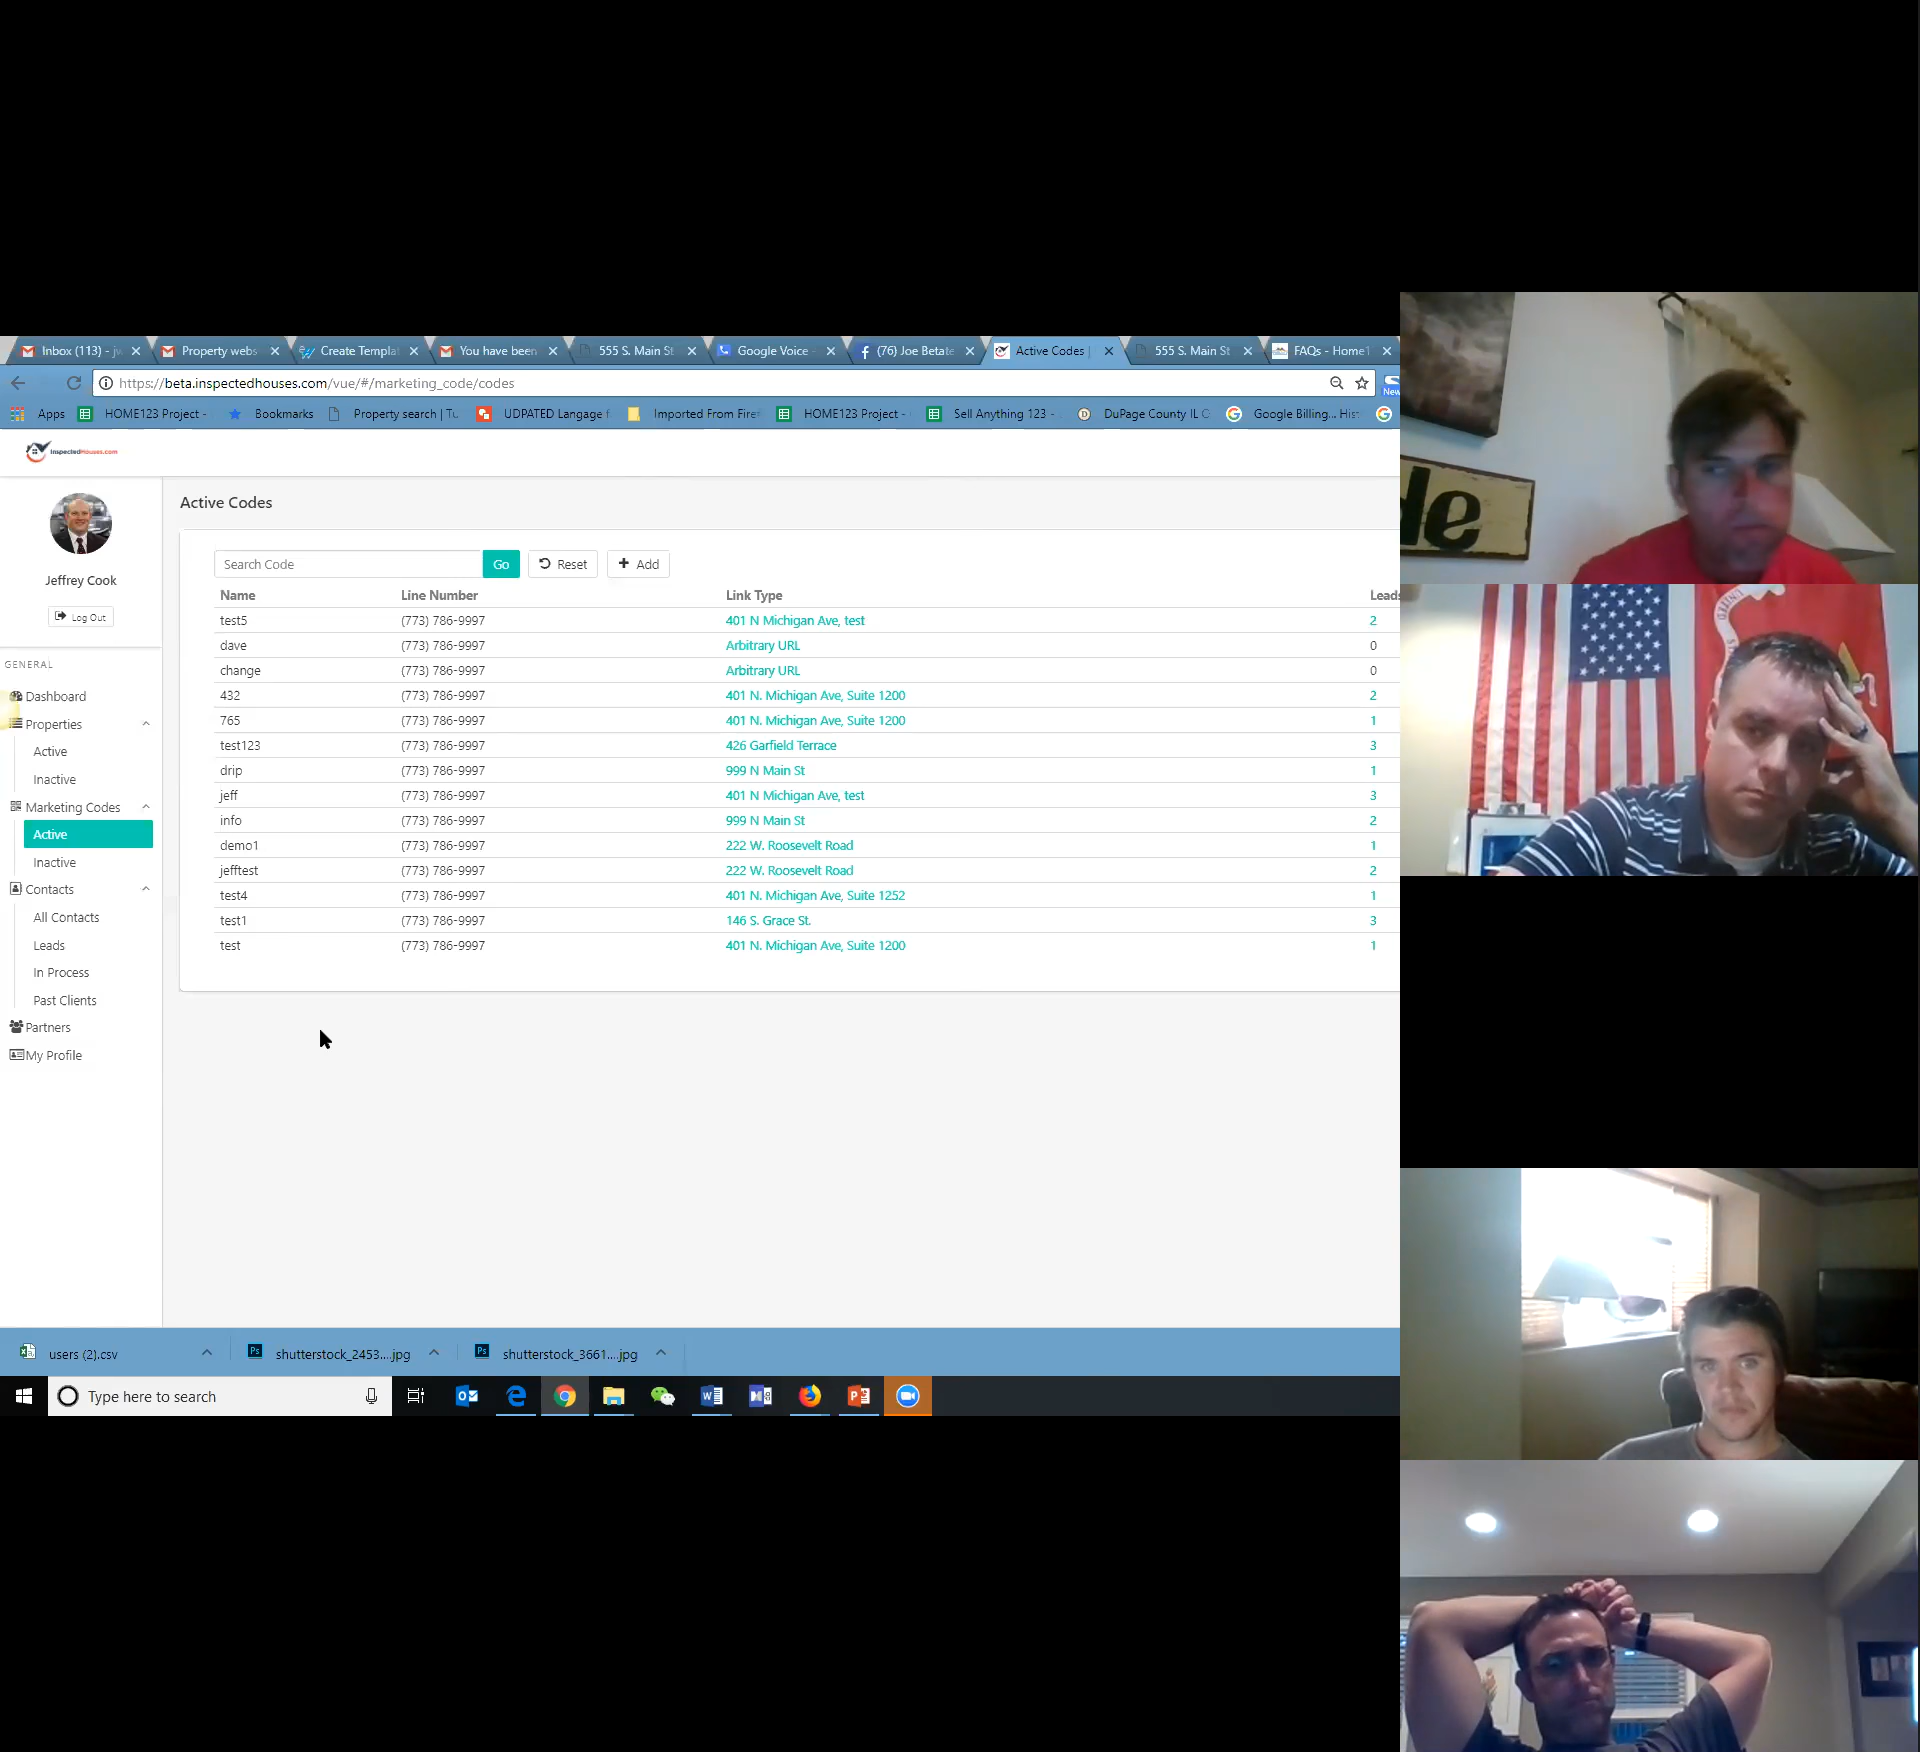 Inbox (113) - jw
Property webs
Create Templat
You have been
555 S. Main St
Google Voice -
(76) Joe Betate
Active Codes |
555 S. Main St
FAQs - Home1
https://beta.inspectedhouses.com/vue/#/marketing_code/codes
New
Apps
HOME123 Project -
Bookmarks
Property search | Tu
UDPATED Langage f
Imported From Firef
HOME123 Project -
Sell Anything 123 -
DuPage County IL C
Google Billing... Hist
InspectedHouses.com
Jeffrey Cook
Log Out
GENERAL
Dashboard
Properties
Active
Inactive
Marketing Codes
Active
Inactive
Contacts
All Contacts
Leads
In Process
Past Clients
Partners
My Profile
Active Codes
Search Code Go Reset Add
Name Line Number Link Type Leads
test5 (773) 786-9997 401 N Michigan Ave, test 2
dave (773) 786-9997 Arbitrary URL 0
change (773) 786-9997 Arbitrary URL 0
432 (773) 786-9997 401 N. Michigan Ave, Suite 1200 2
765 (773) 786-9997 401 N. Michigan Ave, Suite 1200 1
test123 (773) 786-9997 426 Garfield Terrace 3
drip (773) 786-9997 999 N Main St 1
jeff (773) 786-9997 401 N Michigan Ave, test 3
info (773) 786-9997 999 N Main St 2
demo1 (773) 786-9997 222 W. Roosevelt Road 1
jefftest (773) 786-9997 222 W. Roosevelt Road 2
test4 (773) 786-9997 401 N. Michigan Ave, Suite 1252 1
test1 (773) 786-9997 146 S. Grace St. 3
test (773) 786-9997 401 N. Michigan Ave, Suite 1200 1
users (2).csv
shutterstock_2453....jpg
shutterstock_3661....jpg
Type here to search
de